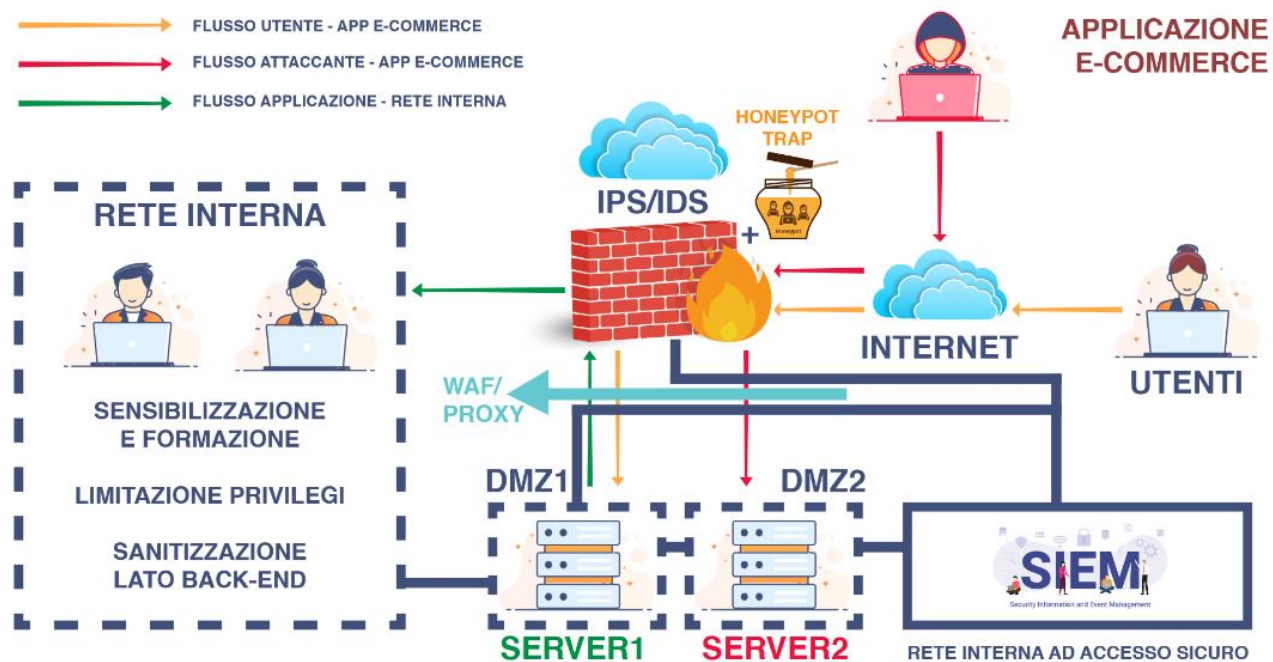 FLUSSO UTENTE - APP E-COMMERCE
FLUSSO ATTACCANTE - APP E-COMMERCE
FLUSSO APPLICAZIONE - RETE INTERNA
APPLICAZIONE
E-COMMERCE
HONEYPOT
TRAP
Honeypot
IPS/IDS
+
RETE INTERNA
INTERNET
UTENTI
WAF/
PROXY
SENSIBILIZZAZIONE
E FORMAZIONE
LIMITAZIONE PRIVILEGI
SANITIZZAZIONE
LATO BACK-END
DMZ1
DMZ2
SIEM
Security Information and Event Management
SERVER1
SERVER2
RETE INTERNA AD ACCESSO SICURO